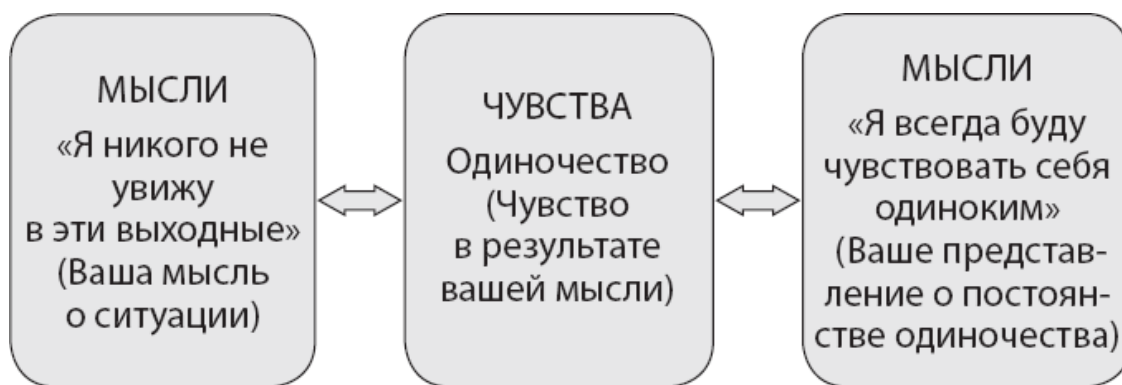 МЫСЛИ
«Я никого не
увижу
в эти выходные»
(Ваша мысль
о ситуации)
ЧУВСТВА
Одиночество
(Чувство
в результате
вашей мысли)
МЫСЛИ
«Я всегда буду
чувствовать себя
одиноким»
(Ваше представ-
ление о постоян-
стве одиночества)